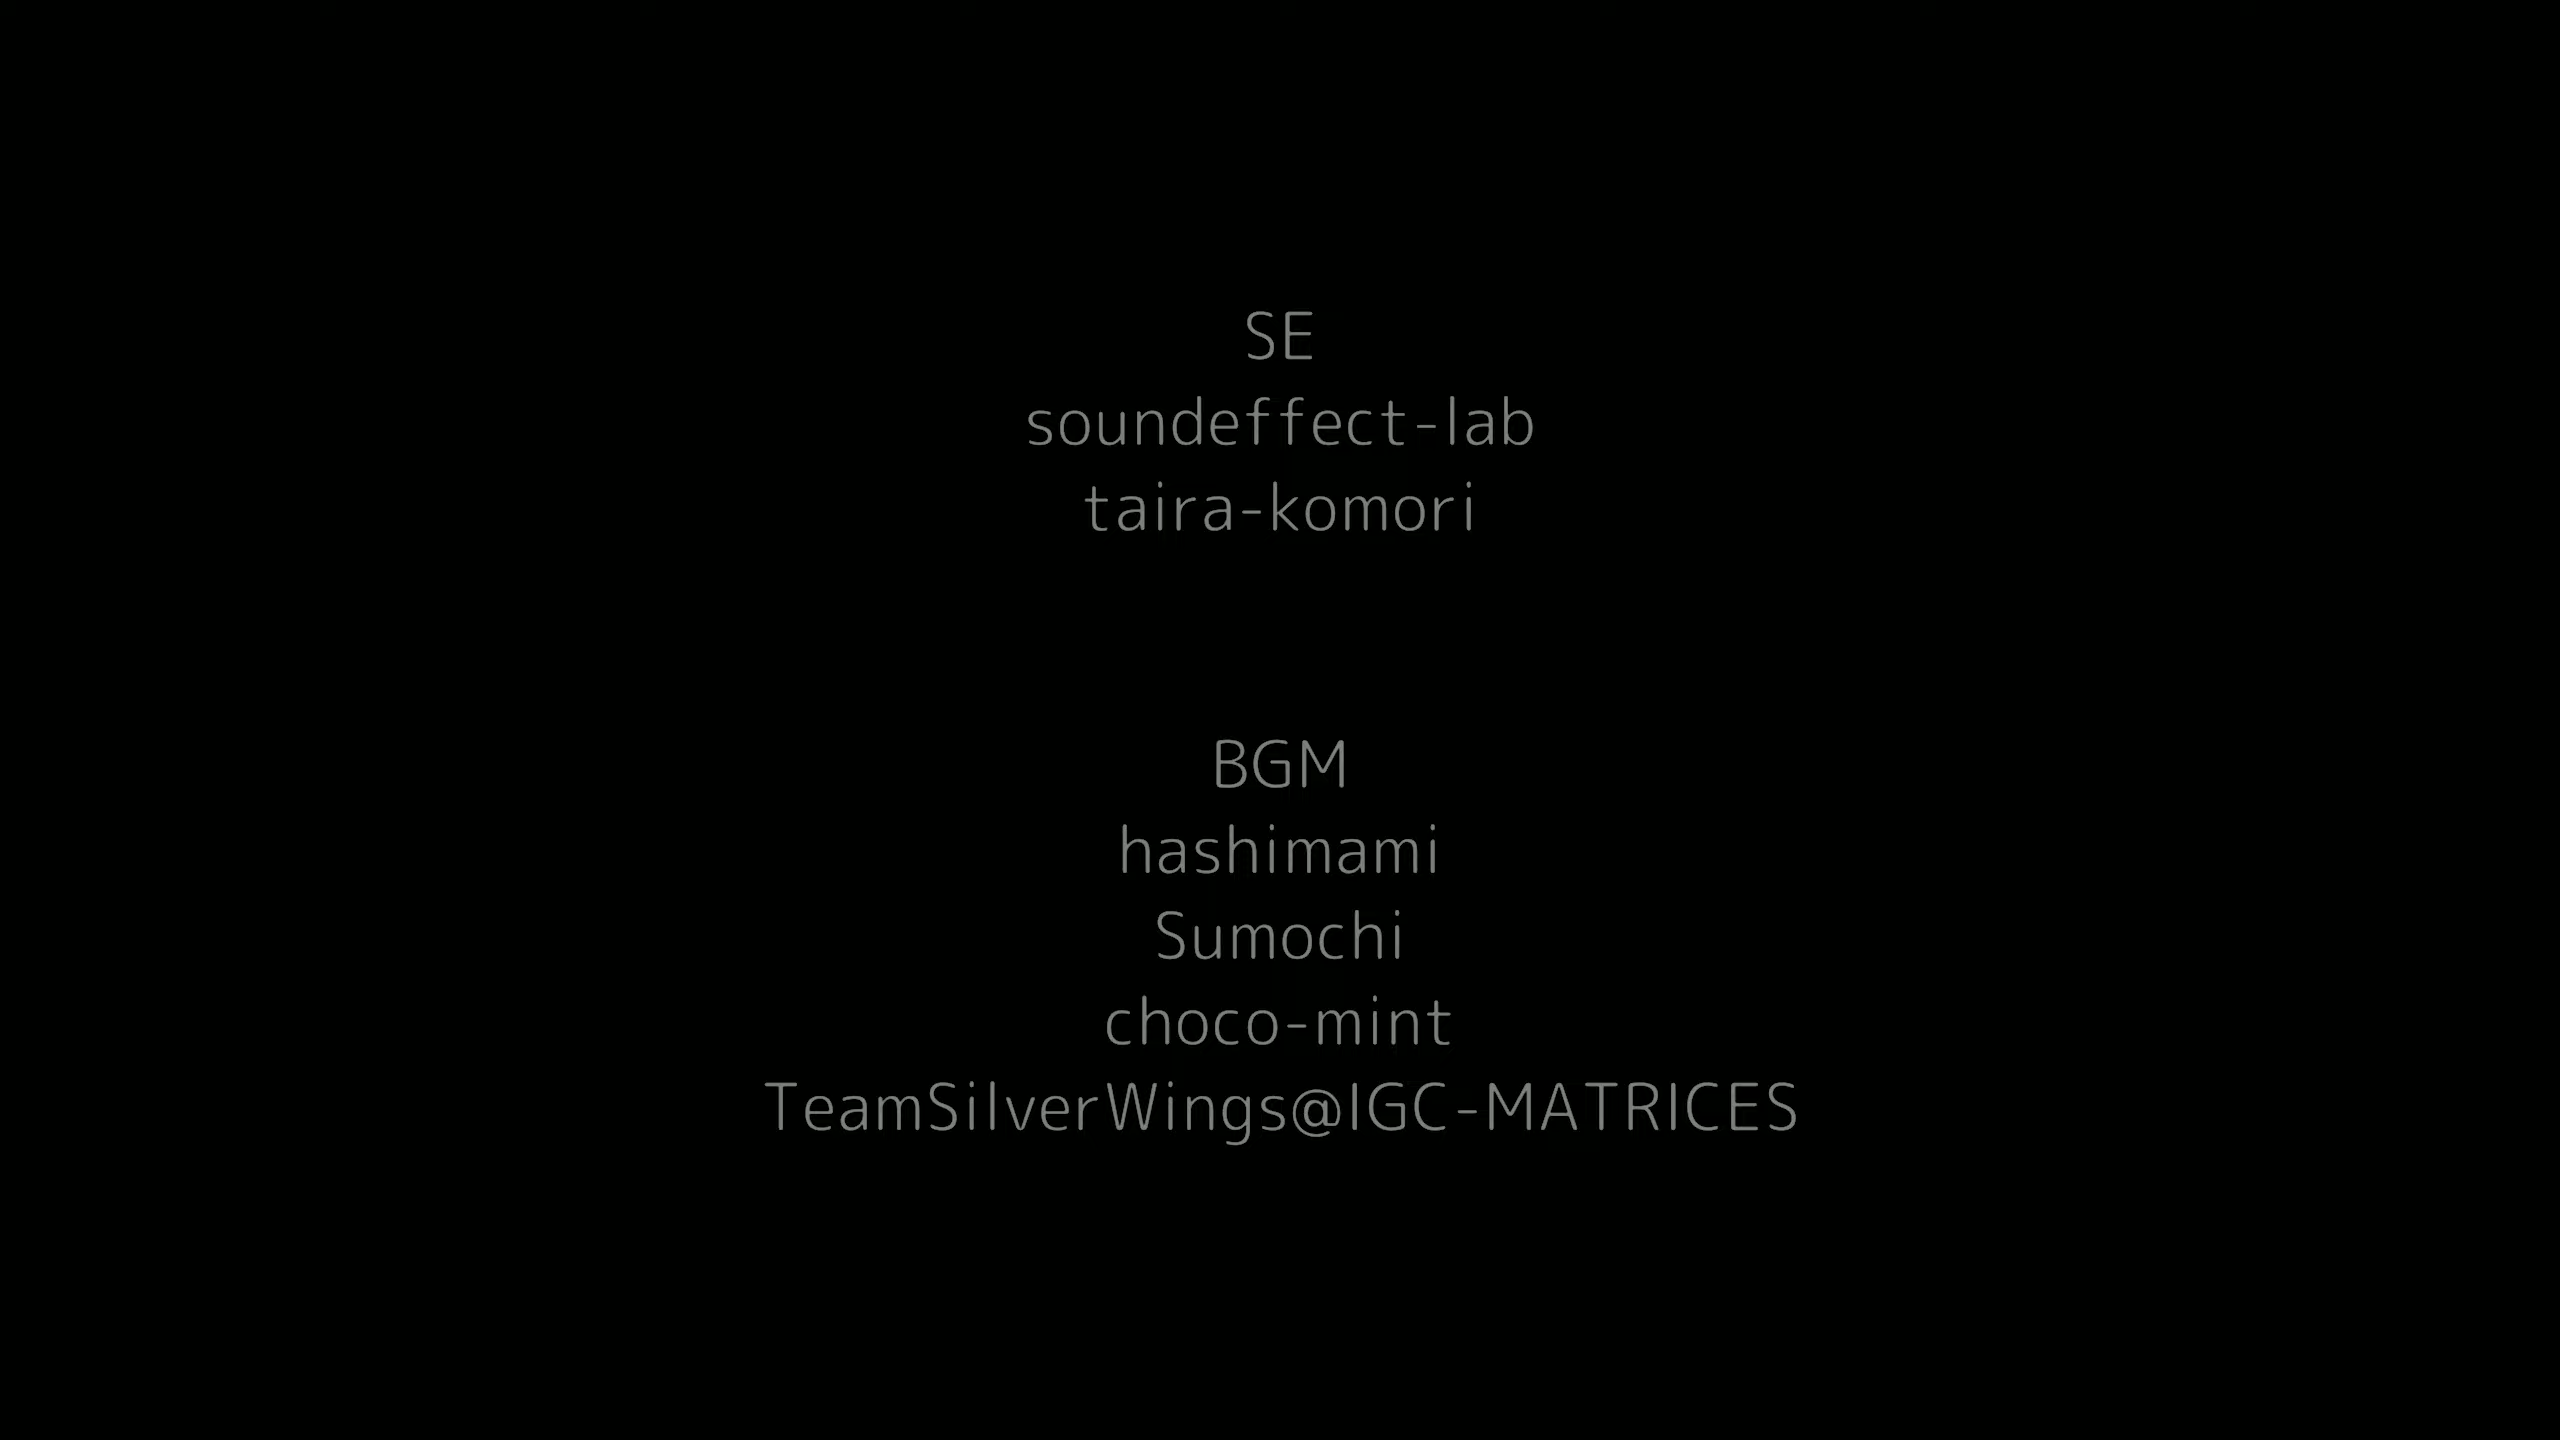 SE
soundeffect-lab
taira-komori
BGM
hashimami
Sumochi
choco-mint
TeamSilverWings@IGC-MATRICES